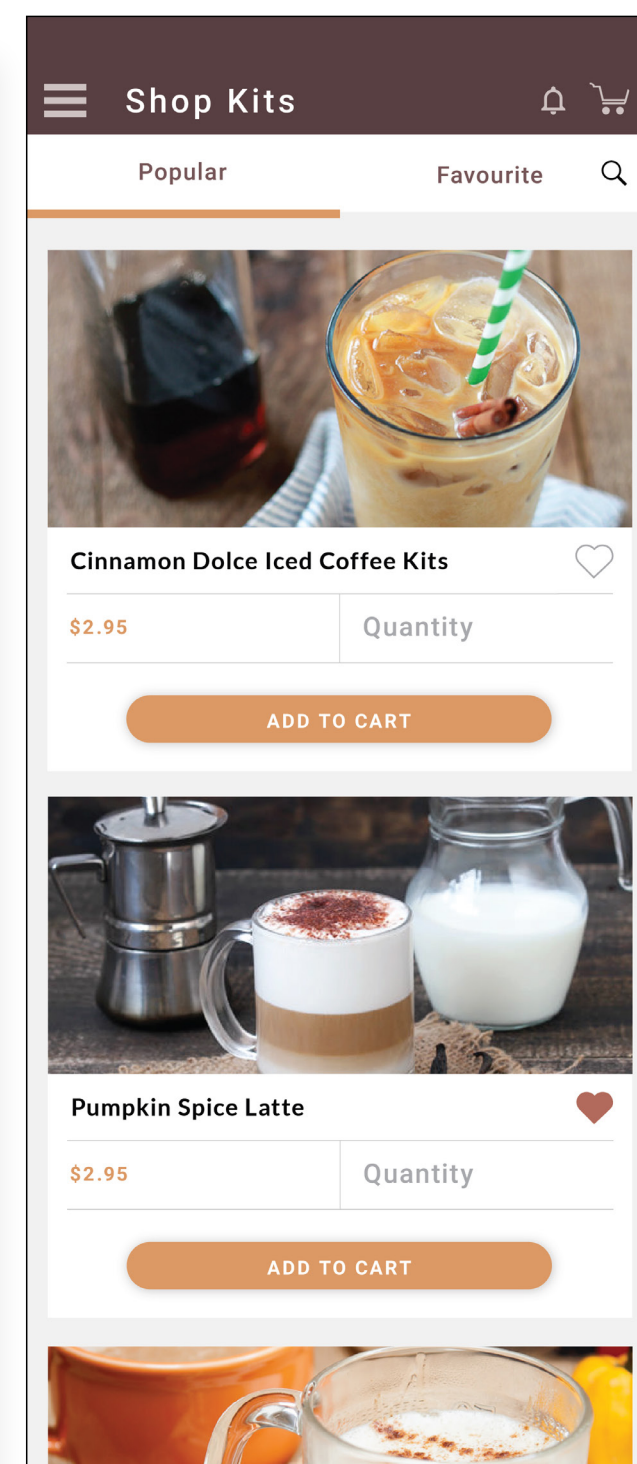 Shop Kits
Popular
Favourite
Cinnamon Dolce Iced Coffee Kits
$2.95
Quantity
ADD TO CART
Pumpkin Spice Latte
$2.95
Quantity
ADD TO CART